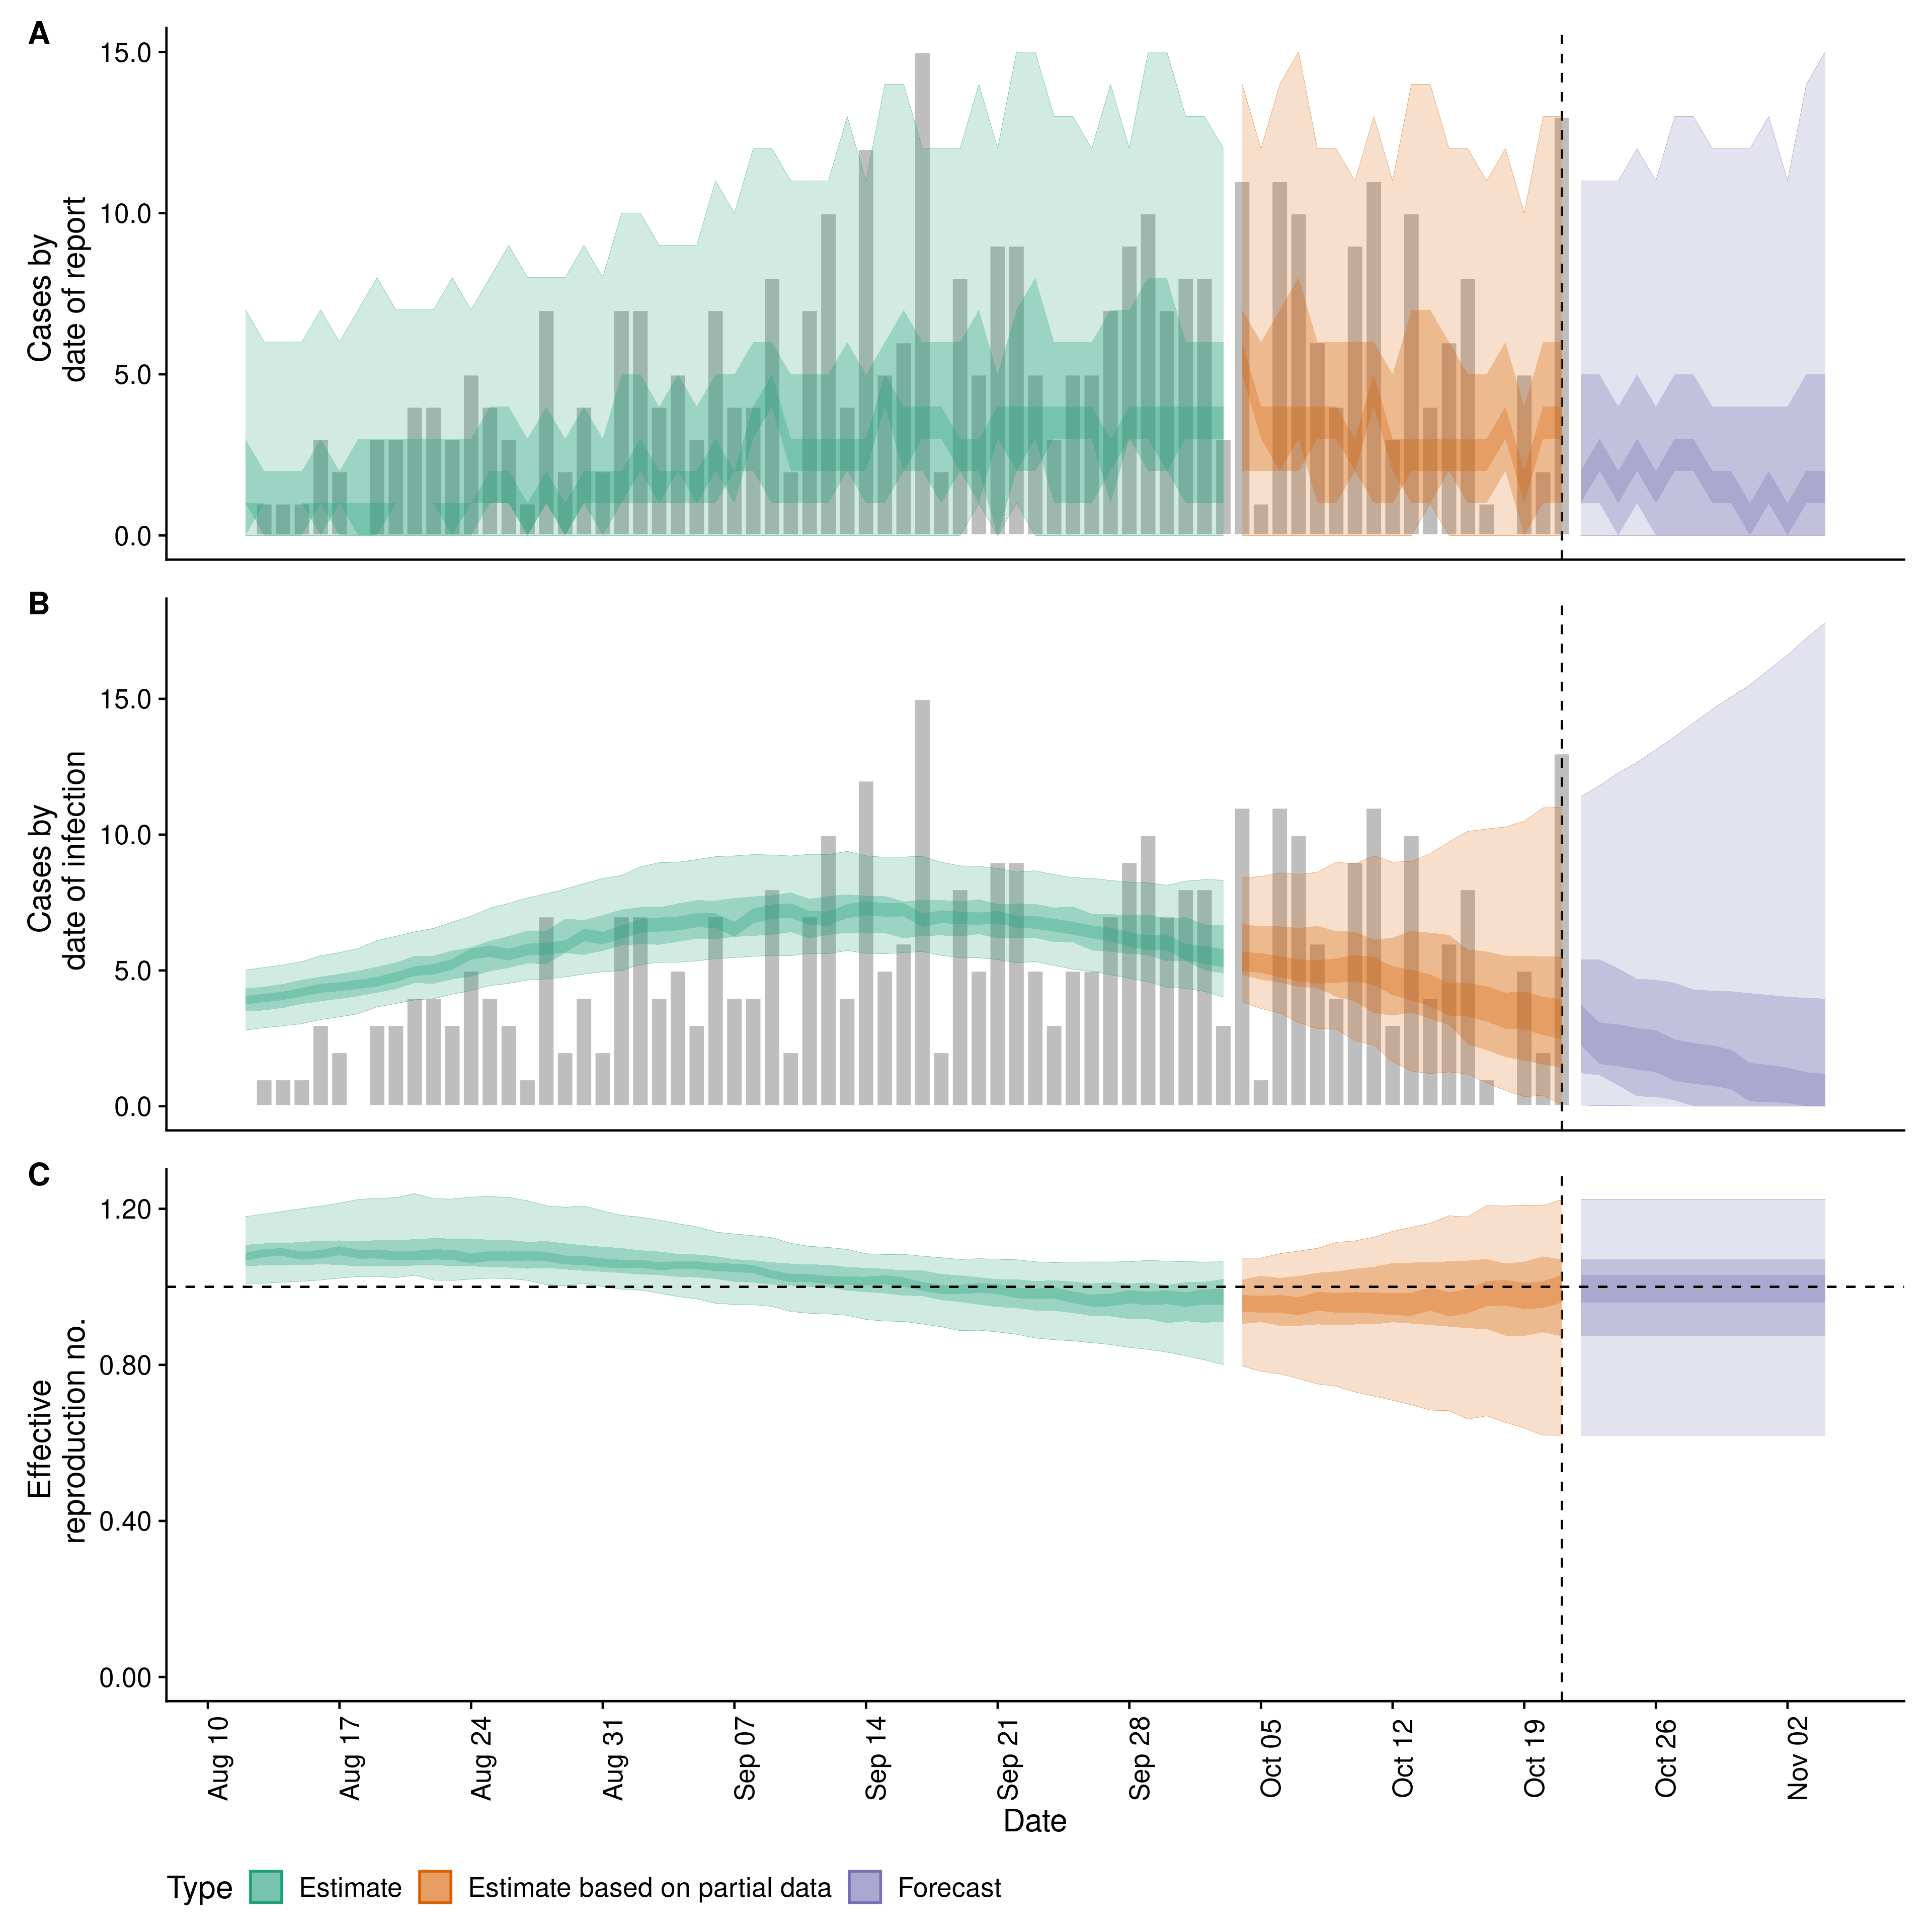 A
15.0
10.0
5.0
0.0
Cases by
date of report
B
15.0
10.0
5.0
0.0
Cases by
date of infection
C
1.20
0.80
0.40
0.00
Effective
reproduction no.
Aug 10
Aug 17
Aug 24
Aug 31
Sep 07
Sep 14
Sep 21
Sep 28
Oct 05
Oct 12
Oct 19
Oct 26
Nov 02
Date
Type Estimate Estimate based on partial data Forecast